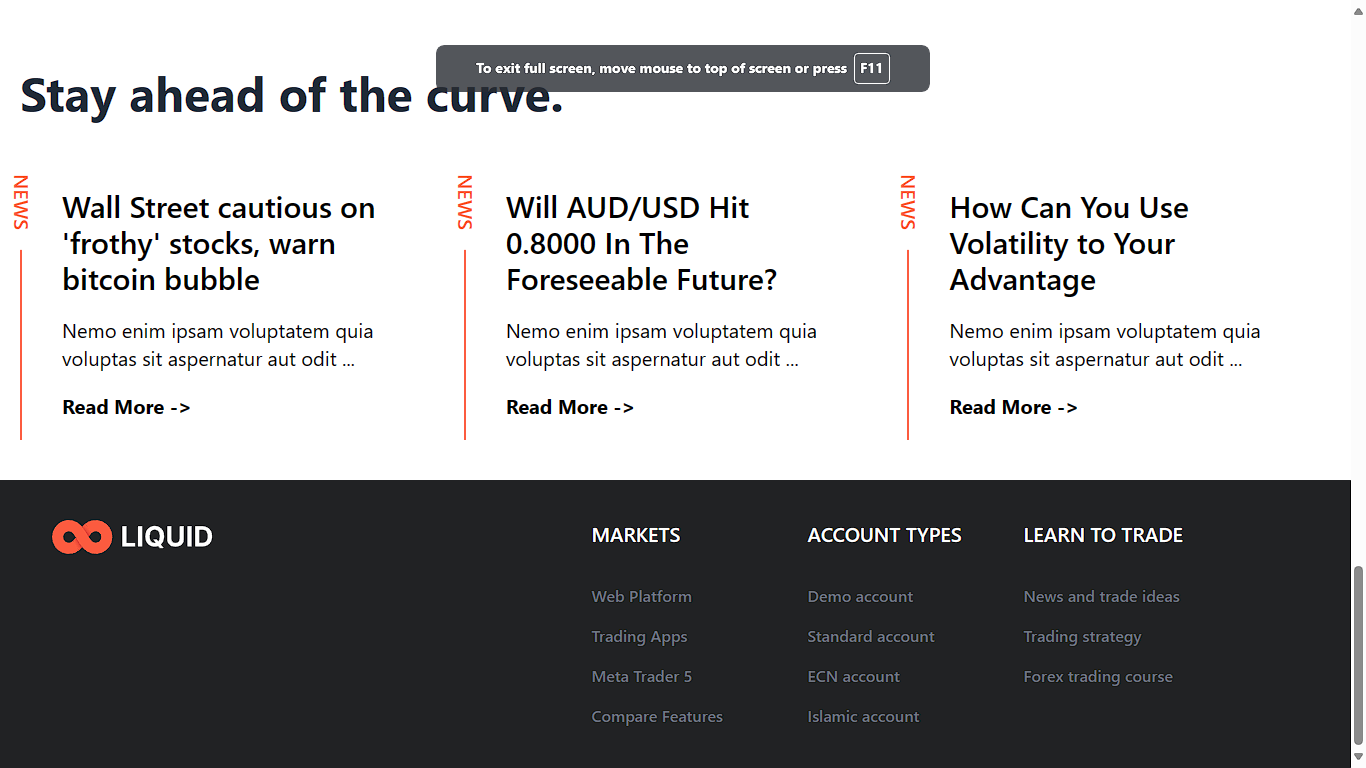 To exit full screen, move mouse to top of screen or press F11
Stay ahead of the curve.
NEWS
Wall Street cautious on
'frothy' stocks, warn
bitcoin bubble
Nemo enim ipsam voluptatem quia
voluptas sit aspernatur aut odit ...
Read More ->
NEWS
Will AUD/USD Hit
0.8000 In The
Foreseeable Future?
Nemo enim ipsam voluptatem quia
voluptas sit aspernatur aut odit ...
Read More ->
NEWS
How Can You Use
Volatility to Your
Advantage
Nemo enim ipsam voluptatem quia
voluptas sit aspernatur aut odit ...
Read More ->
LIQUID
MARKETS
Web Platform
Trading Apps
Meta Trader 5
Compare Features
ACCOUNT TYPES
Demo account
Standard account
ECN account
Islamic account
LEARN TO TRADE
News and trade ideas
Trading strategy
Forex trading course